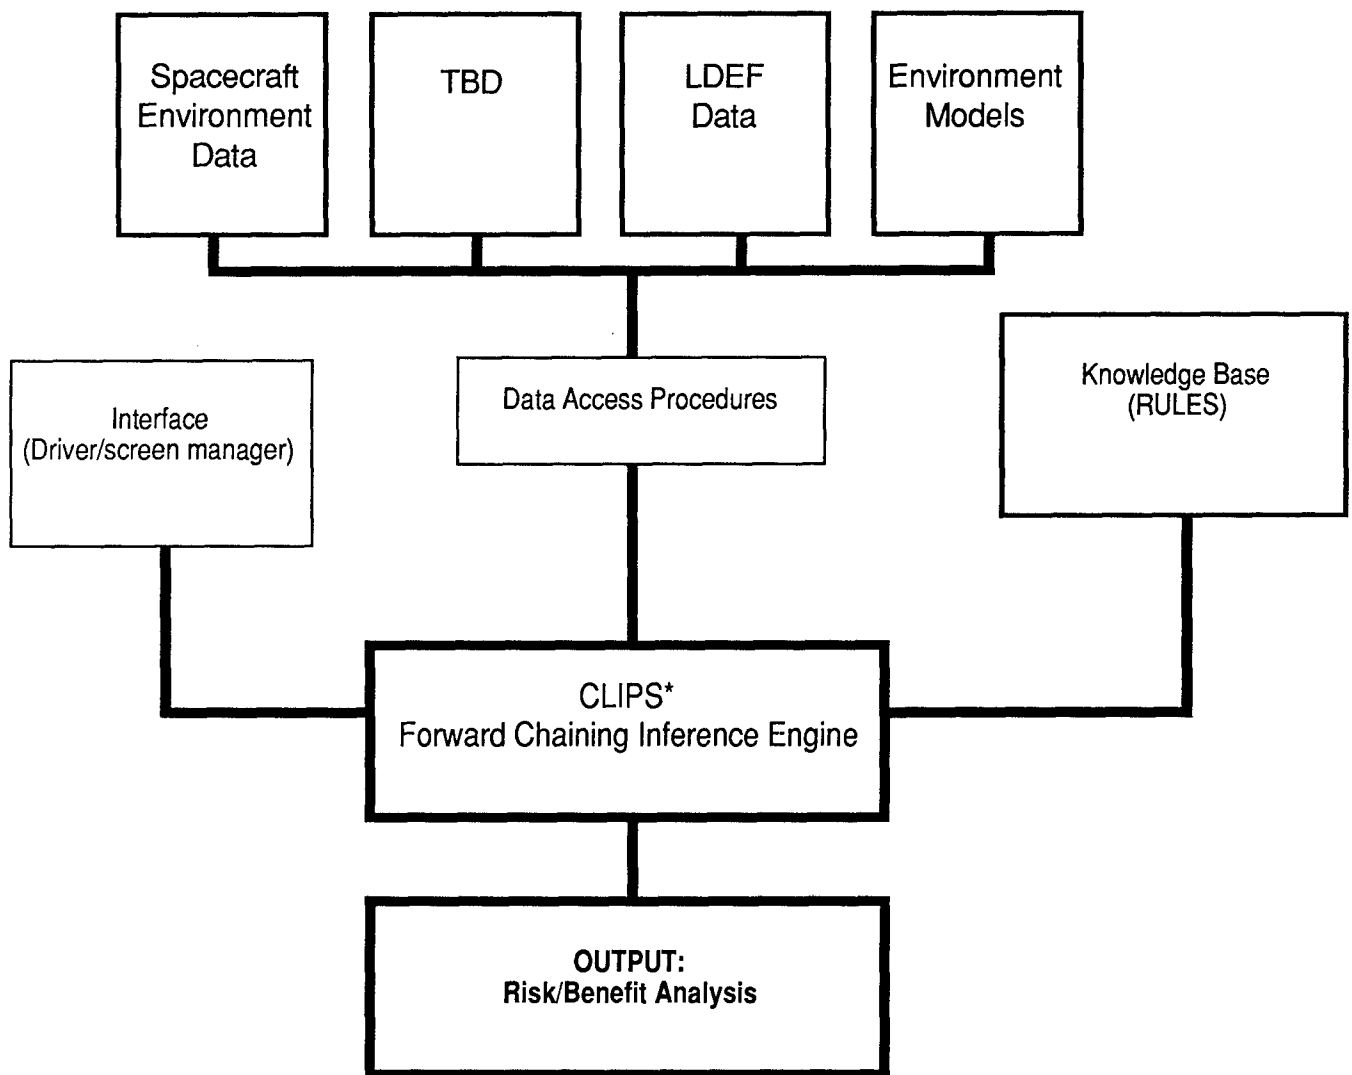 Spacecraft
Environment
Data
TBD
LDEF
Data
Environment
Models
Interface
(Driver/screen manager)
Data Access Procedures
Knowledge Base
(RULES)
CLIPS*
Forward Chaining Inference Engine
OUTPUT:
Risk/Benefit Analysis